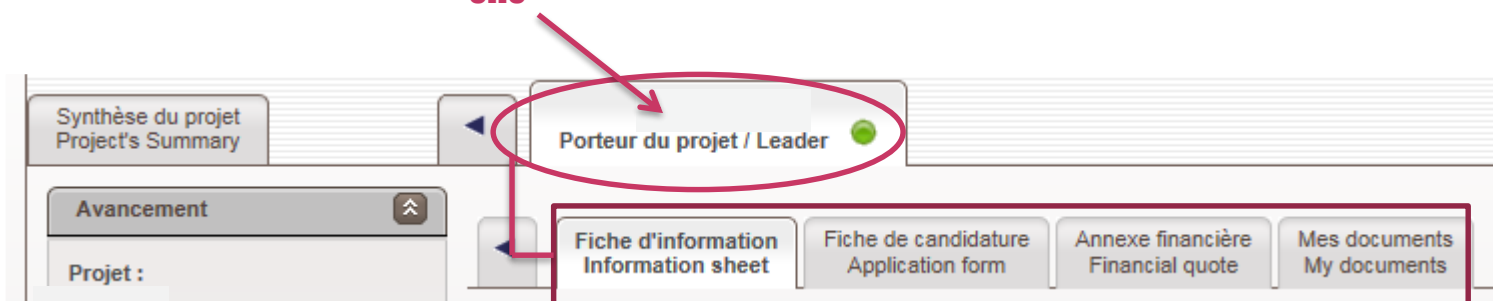 Synthèse du projet
Project's Summary
Porteur du projet / Leader
Avancement
Projet :
Fiche d'information
Information sheet
Fiche de candidature
Application form
Annexe financière
Financial quote
Mes documents
My documents